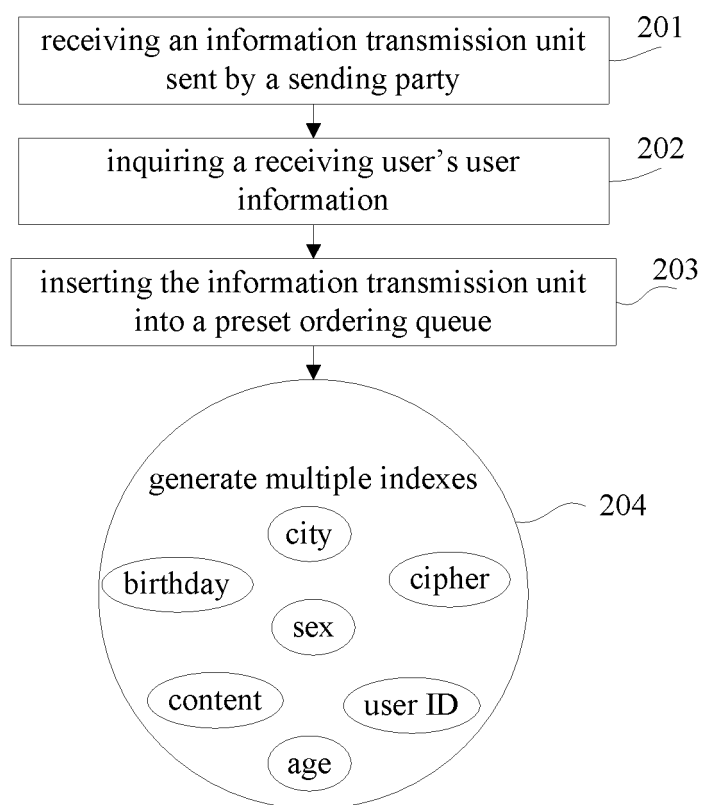 receiving an information transmission unit
sent by a sending party
201
inquiring a receiving user’s user
information
202
inserting the information transmission unit
into a preset ordering queue
203
generate multiple indexes
204
city
birthday
cipher
sex
content
user ID
age